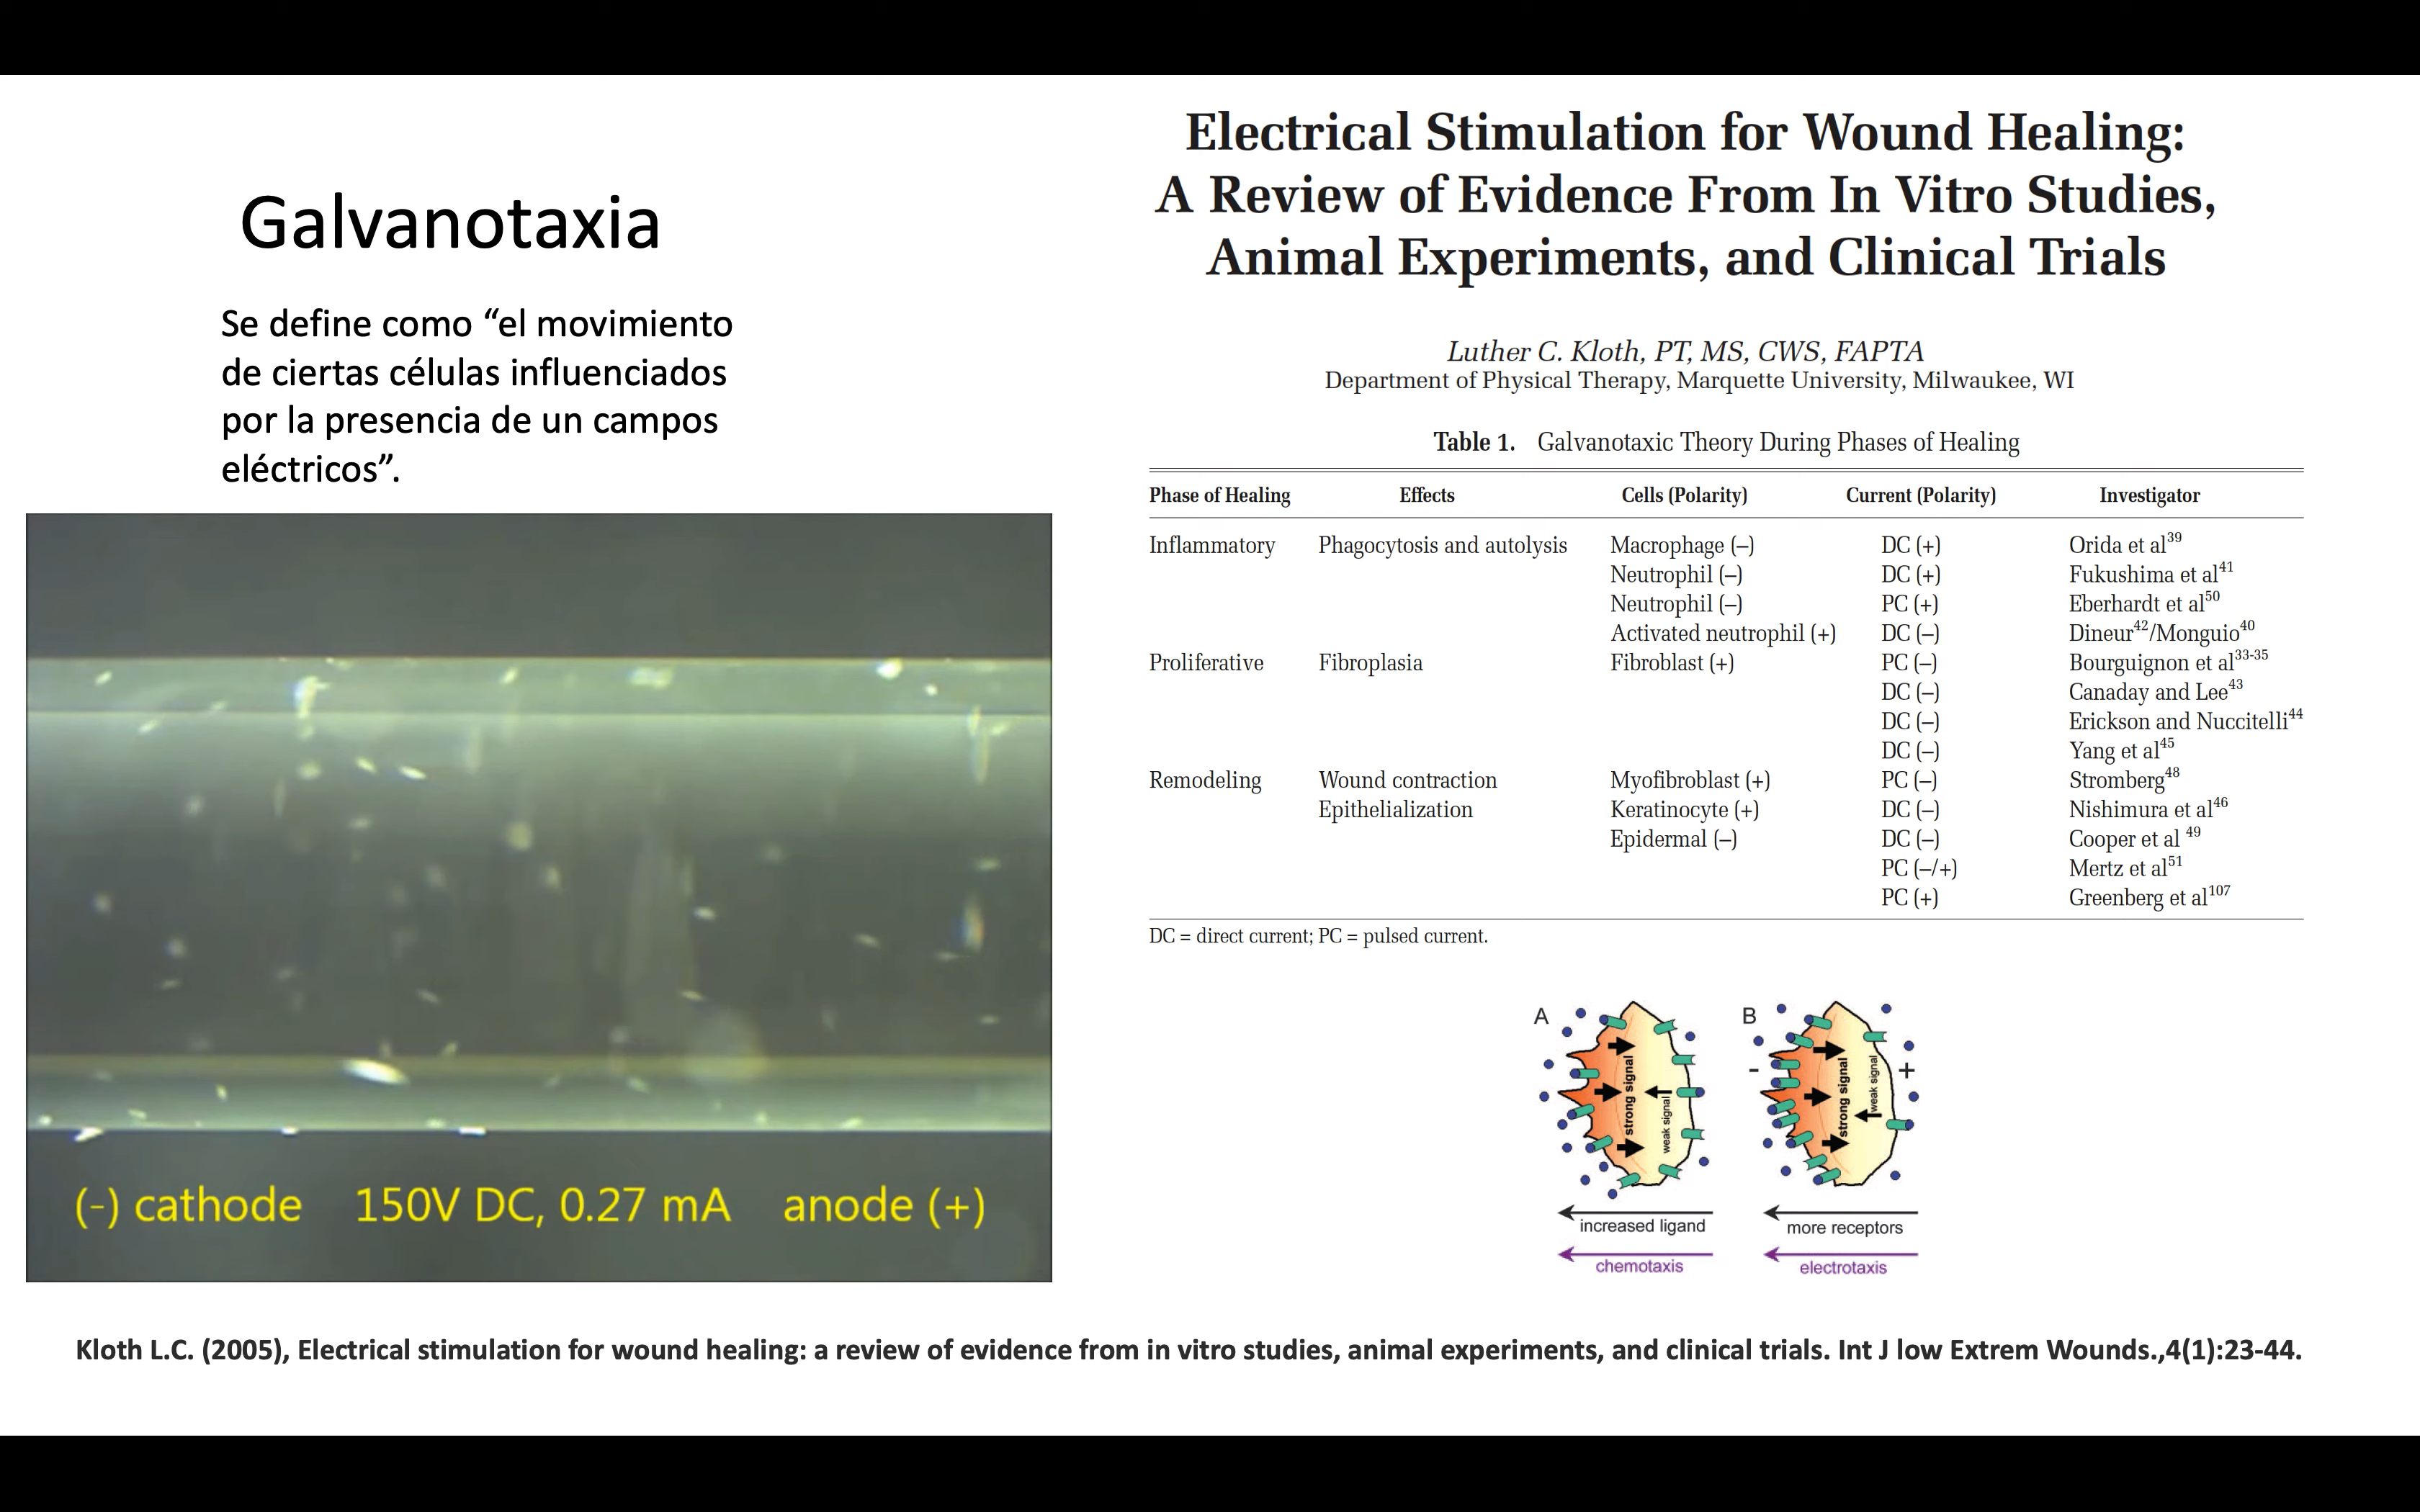 Galvanotaxia
Se define como “el movimiento
de ciertas células influenciados
por la presencia de un campos
eléctricos”.
(-) cathode 150V DC, 0.27 mA anode (+)
Electrical Stimulation for Wound Healing:
A Review of Evidence From In Vitro Studies,
Animal Experiments, and Clinical Trials
Luther C. Kloth, PT, MS, CWS, FAPTA
Department of Physical Therapy, Marquette University, Milwaukee, WI
Table 1. Galvanotaxic Theory During Phases of Healing
Phase of Healing Effects Cells (Polarity) Current (Polarity) Investigator
Inflammatory Phagocytosis and autolysis Macrophage (–) DC (+) Orida et al39
Neutrophil (–) DC (+) Fukushima et al41
Neutrophil (–) PC (+) Eberhardt et al50
Activated neutrophil (+) DC (–) Dineur42/Monguio40
Proliferative Fibroplasia Fibroblast (+) PC (–) Bourguignon et al33-35
DC (–) Canaday and Lee43
DC (–) Erickson and Nuccitelli44
DC (–) Yang et al45
Remodeling Wound contraction Myofibroblast (+) PC (–) Stromberg48
Epithelialization Keratinocyte (+) DC (–) Nishimura et al46
Epidermal (–) DC (–) Cooper et al 49
PC (–/+) Mertz et al51
PC (+) Greenberg et al107
DC = direct current; PC = pulsed current.
A
strong signal
weak signal
increased ligand
chemotaxis
B
-
+
strong signal
weak signal
more receptors
electrotaxis
Kloth L.C. (2005), Electrical stimulation for wound healing: a review of evidence from in vitro studies, animal experiments, and clinical trials. Int J low Extrem Wounds.,4(1):23-44.